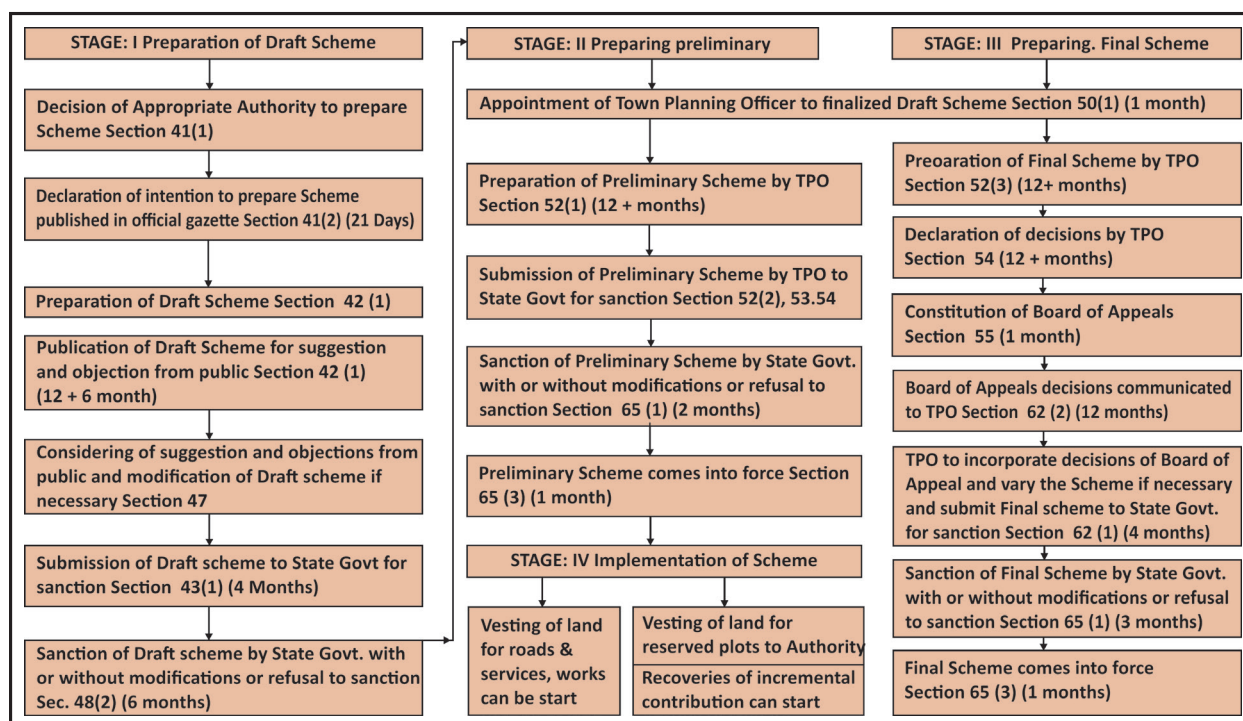 STAGE: I Preparation of Draft Scheme
Decision of Appropriate Authority to prepare
Scheme Section 41(1)
Declaration of intention to prepare Scheme
published in official gazette Section 41(2) (21 Days)
Preparation of Draft Scheme Section 42 (1)
Publication of Draft Scheme for suggestion
and objection from public Section 42 (1)
(12 + 6 month)
Considering of suggestion and objections from
public and modification of Draft scheme if
necessary Section 47
Submission of Draft scheme to State Govt for
sanction Section 43(1) (4 Months)
Sanction of Draft scheme by State Govt. with
or without modifications or refusal to sanction
Sec. 48(2) (6 months)
STAGE: II Preparing preliminary
Appointment of Town Planning Officer to finalized Draft Scheme Section 50(1) (1 month)
Preparation of Preliminary Scheme by TPO
Section 52(1) (12 + months)
Submission of Preliminary Scheme by TPO to
State Govt for sanction Section 52(2), 53.54
Sanction of Preliminary Scheme by State Govt.
with or without modifications or refusal to
sanction Section 65 (1) (2 months)
Preliminary Scheme comes into force Section
65 (3) (1 month)
STAGE: IV Implementation of Scheme
Vesting of land
for roads &
services, works
can be start
Vesting of land for
reserved plots to Authority
Recoveries of incremental
contribution can start
STAGE: III Preparing. Final Scheme
Preoaration of Final Scheme by TPO
Section 52(3) (12+ months)
Declaration of decisions by TPO
Section 54 (12 + months)
Constitution of Board of Appeals
Section 55 (1 month)
Board of Appeals decisions communicated
to TPO Section 62 (2) (12 months)
TPO to incorporate decisions of Board of
Appeal and vary the Scheme if necessary
and submit Final scheme to State Govt.
for sanction Section 62 (1) (4 months)
Sanction of Final Scheme by State Govt.
with or without modifications or refusal
to sanction Section 65 (1) (3 months)
Final Scheme comes into force
Section 65 (3) (1 months)